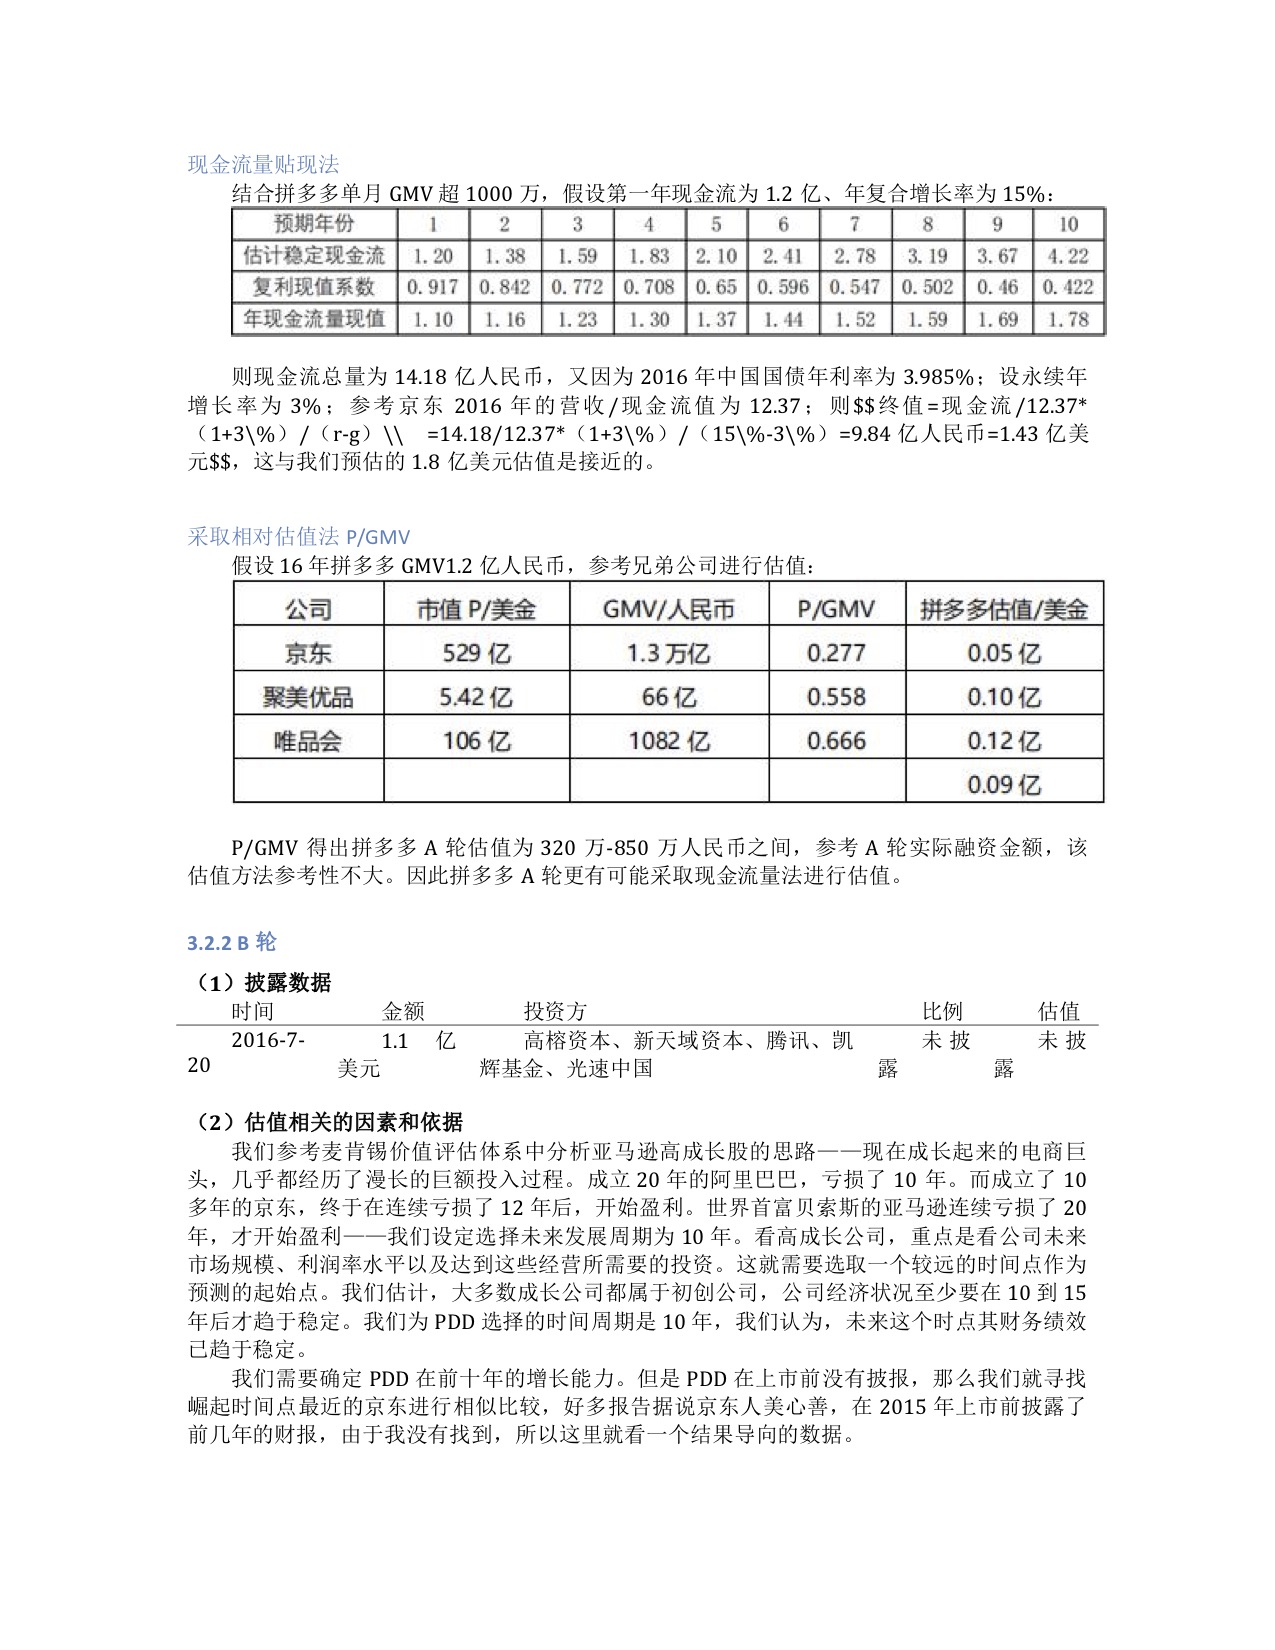 现金流量贴现法
结合拼多多单月 GMV 超 1000 万，假设第一年现金流为 1.2 亿、年复合增长率为 15%：
预期年份 1 2 3 4 5 6 7 8 9 10
估计稳定现金流 1.20 1.38 1.59 1.83 2.10 2.41 2.78 3.19 3.67 4.22
复利现值系数 0.917 0.842 0.772 0.708 0.65 0.596 0.547 0.502 0.46 0.422
年现金流量现值 1.10 1.16 1.23 1.30 1.37 1.44 1.52 1.59 1.69 1.78
则现金流总量为 14.18 亿人民币，又因为 2016 年中国国债年利率为 3.985%；设永续年
增长率为 3%；参考京东 2016 年的营收/现金流值为 12.37；则$$终值=现金流/12.37*
（1+3\%）/（r-g）\\ =14.18/12.37*（1+3\%）/（15\%-3\%）=9.84 亿人民币=1.43 亿美
元$$，这与我们预估的 1.8 亿美元估值是接近的。
采取相对估值法 P/GMV
假设 16 年拼多多 GMV1.2 亿人民币，参考兄弟公司进行估值：
公司 市值 P/美金 GMV/人民币 P/GMV 拼多多估值/美金
京东 529 亿 1.3 万亿 0.277 0.05 亿
聚美优品 5.42 亿 66 亿 0.558 0.10 亿
唯品会 106 亿 1082 亿 0.666 0.12 亿
0.09 亿
P/GMV 得出拼多多 A 轮估值为 320 万-850 万人民币之间，参考 A 轮实际融资金额，该
估值方法参考性不大。因此拼多多 A 轮更有可能采取现金流量法进行估值。
3.2.2 B 轮
（1）披露数据
时间 金额 投资方 比例 估值
2016-7- 1.1 亿 高榕资本、新天域资本、腾讯、凯 未披 未披
20 美元 辉基金、光速中国 露 露
（2）估值相关的因素和依据
我们参考麦肯锡价值评估体系中分析亚马逊高成长股的思路——现在成长起来的电商巨
头，几乎都经历了漫长的巨额投入过程。成立 20 年的阿里巴巴，亏损了 10 年。而成立了 10
多年的京东，终于在连续亏损了 12 年后，开始盈利。世界首富贝索斯的亚马逊连续亏损了 20
年，才开始盈利——我们设定选择未来发展周期为 10 年。看高成长公司，重点是看公司未来
市场规模、利润率水平以及达到这些经营所需要的投资。这就需要选取一个较远的时间点作为
预测的起始点。我们估计，大多数成长公司都属于初创公司，公司经济状况至少要在 10 到 15
年后才趋于稳定。我们为 PDD 选择的时间周期是 10 年，我们认为，未来这个时点其财务绩效
已趋于稳定。
我们需要确定 PDD 在前十年的增长能力。但是 PDD 在上市前没有披报，那么我们就寻找
崛起时间点最近的京东进行相似比较，好多报告据说京东人美心善，在 2015 年上市前披露了
前几年的财报，由于我没有找到，所以这里就看一个结果导向的数据。